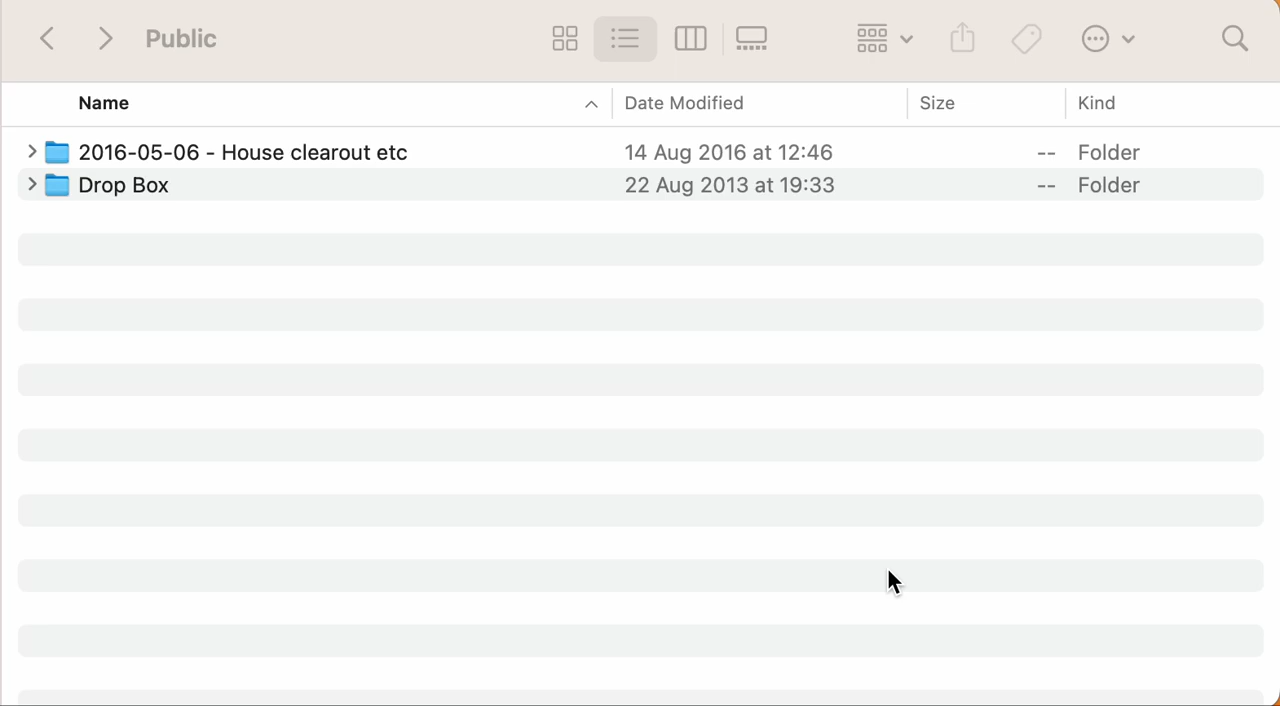 Public
Name Date Modified Size Kind
2016-05-06 - House clearout etc 14 Aug 2016 at 12:46 -- Folder
Drop Box 22 Aug 2013 at 19:33 -- Folder